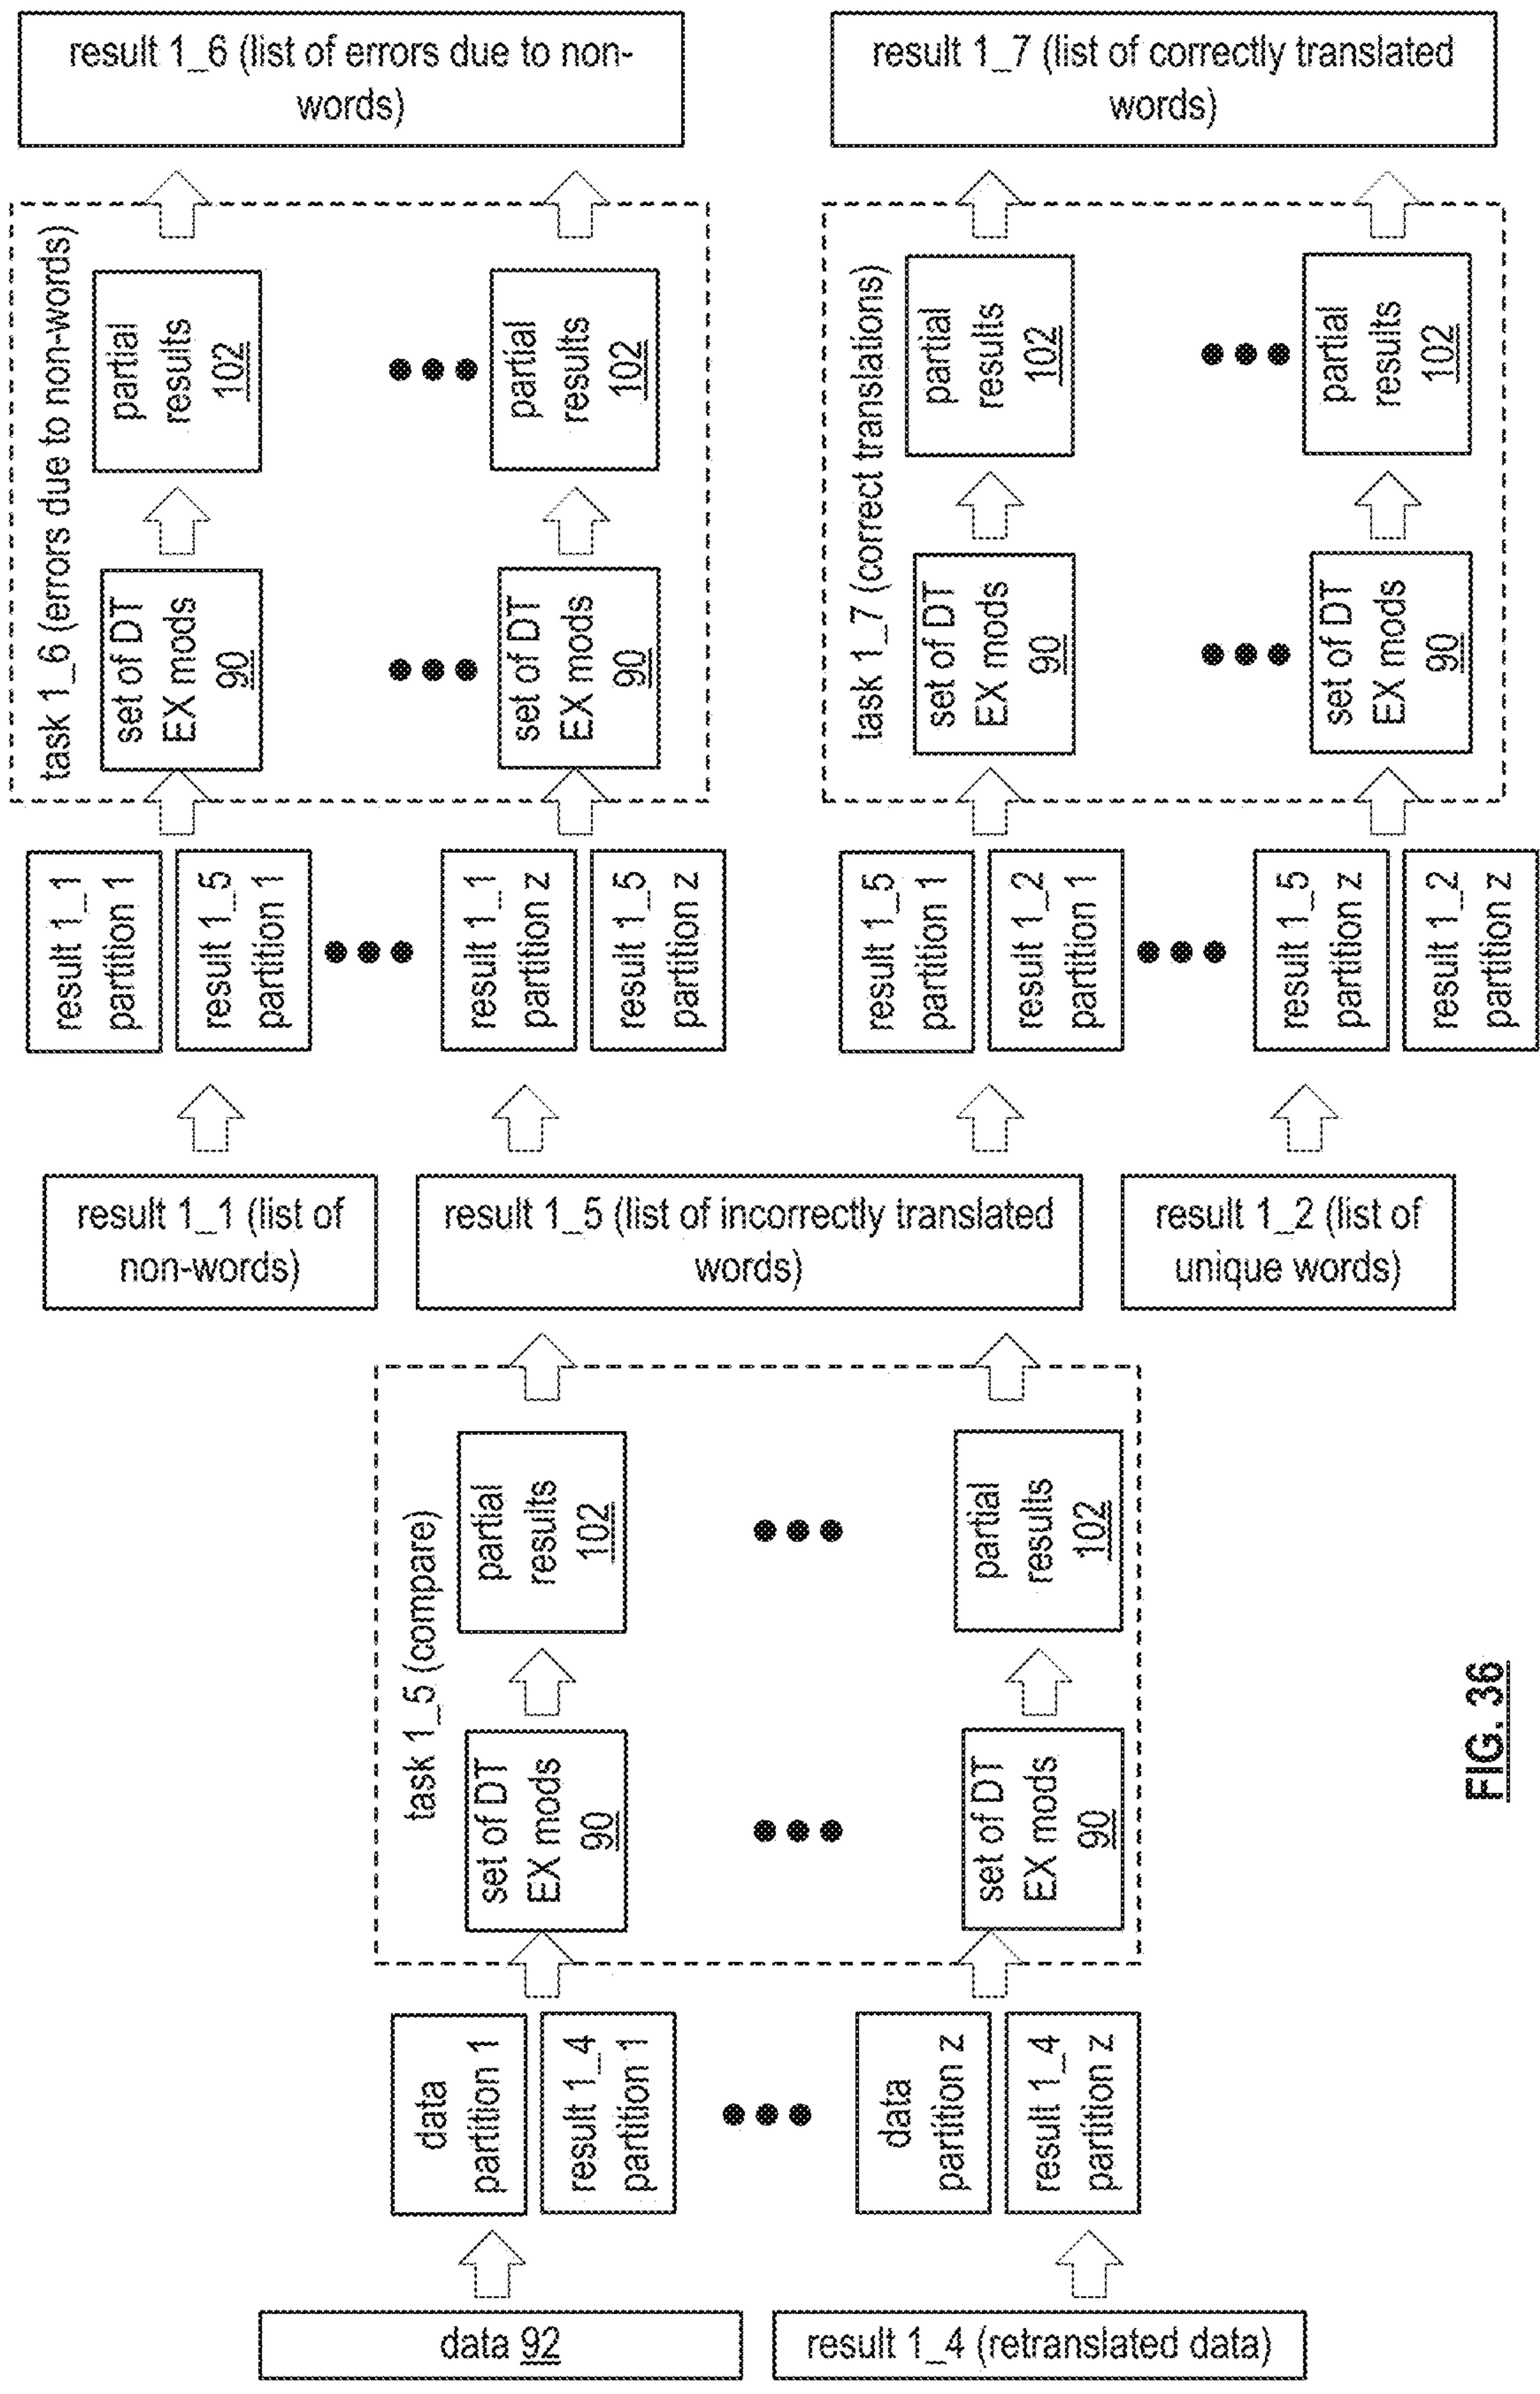 data 92
result 1_4 (retranslated data)
data
partition 1
result 1_4
partition 1
data
partition z
result 1_4
partition z
task 1_5 (compare)
set of DT
EX mods
90
partial
results
102
set of DT
EX mods
90
partial
results
102
result 1_1 (list of
non-words)
result 1_5 (list of incorrectly translated
words)
result 1_2 (list of
unique words)
result 1_1
partition 1
result 1_5
partition 1
result 1_1
partition z
result 1_5
partition z
result 1_5
partition 1
result 1_2
partition 1
result 1_5
partition z
result 1_2
partition z
task 1_6 (errors due to non-words)
set of DT
EX mods
90
partial
results
102
set of DT
EX mods
90
partial
results
102
task 1_7 (correct translations)
set of DT
EX mods
90
partial
results
102
set of DT
EX mods
90
partial
results
102
result 1_6 (list of errors due to non-
words)
result 1_7 (list of correctly translated
words)
FIG. 36